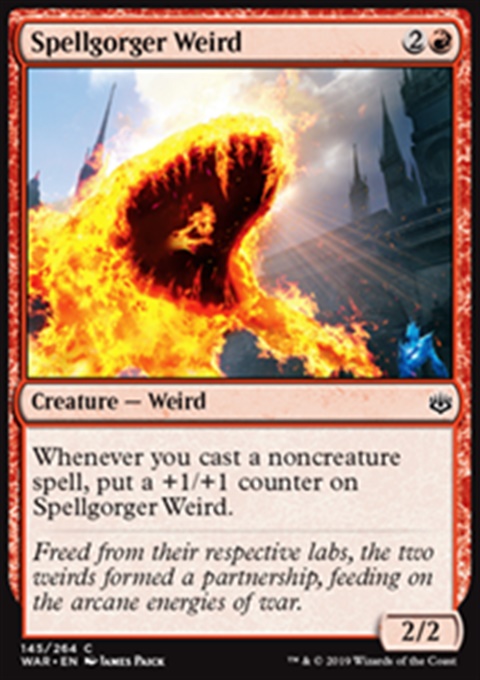 Spellgorger Weird 2
Creature — Weird
Whenever you cast a noncreature
spell, put a +1/+1 counter on
Spellgorger Weird.
Freed from their respective labs, the two
weirds formed a partnership, feeding on
the arcane energies of war.
2/2
145/264 C
WAR • EN James Paick ™ & © 2019 Wizards of the Coast